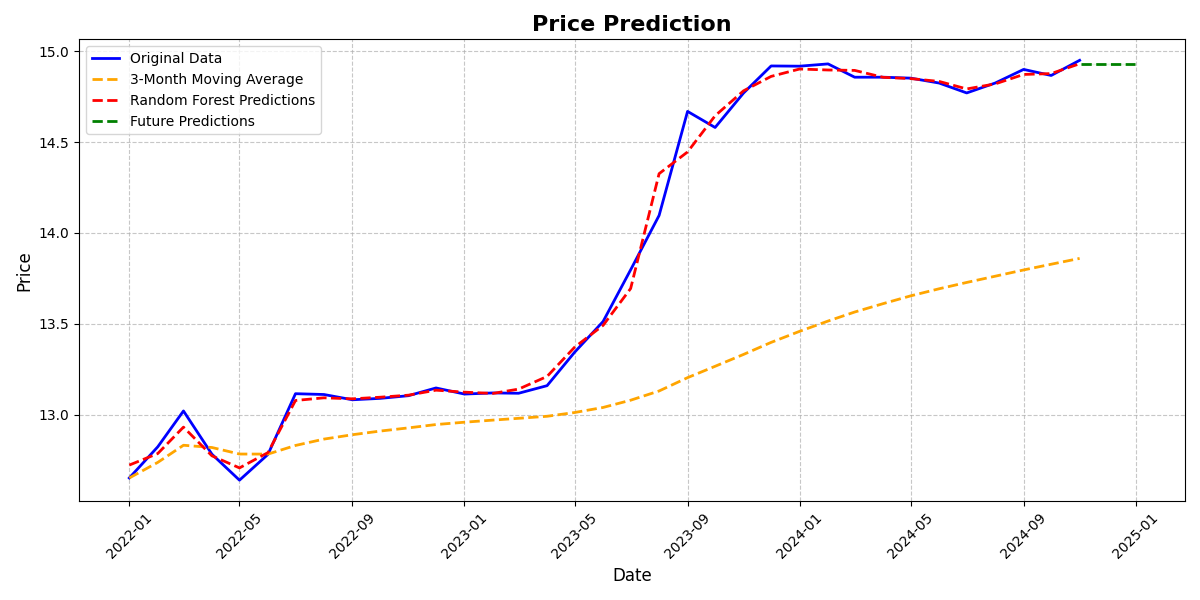 Price Prediction
Original Data
3-Month Moving Average
Random Forest Predictions
Future Predictions
15.0
14.5
14.0
13.5
13.0
Price
2022-01
2022-05
2022-09
2023-01
2023-05
2023-09
2024-01
2024-05
2024-09
2025-01
Date